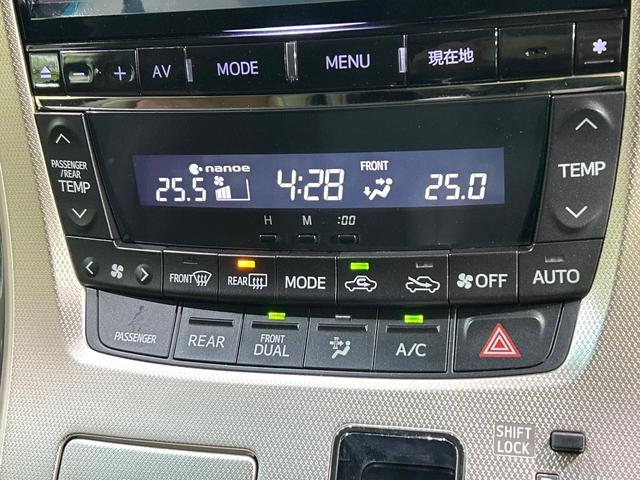 − + AV MODE MENU 現在地 *
PASSENGER
/REAR
TEMP
nanoe FRONT
25.5 4:28 25.0
H M :00
TEMP
FRONT REAR MODE OFF AUTO
PASSENGER REAR FRONT DUAL A/C
SHIFT
LOCK